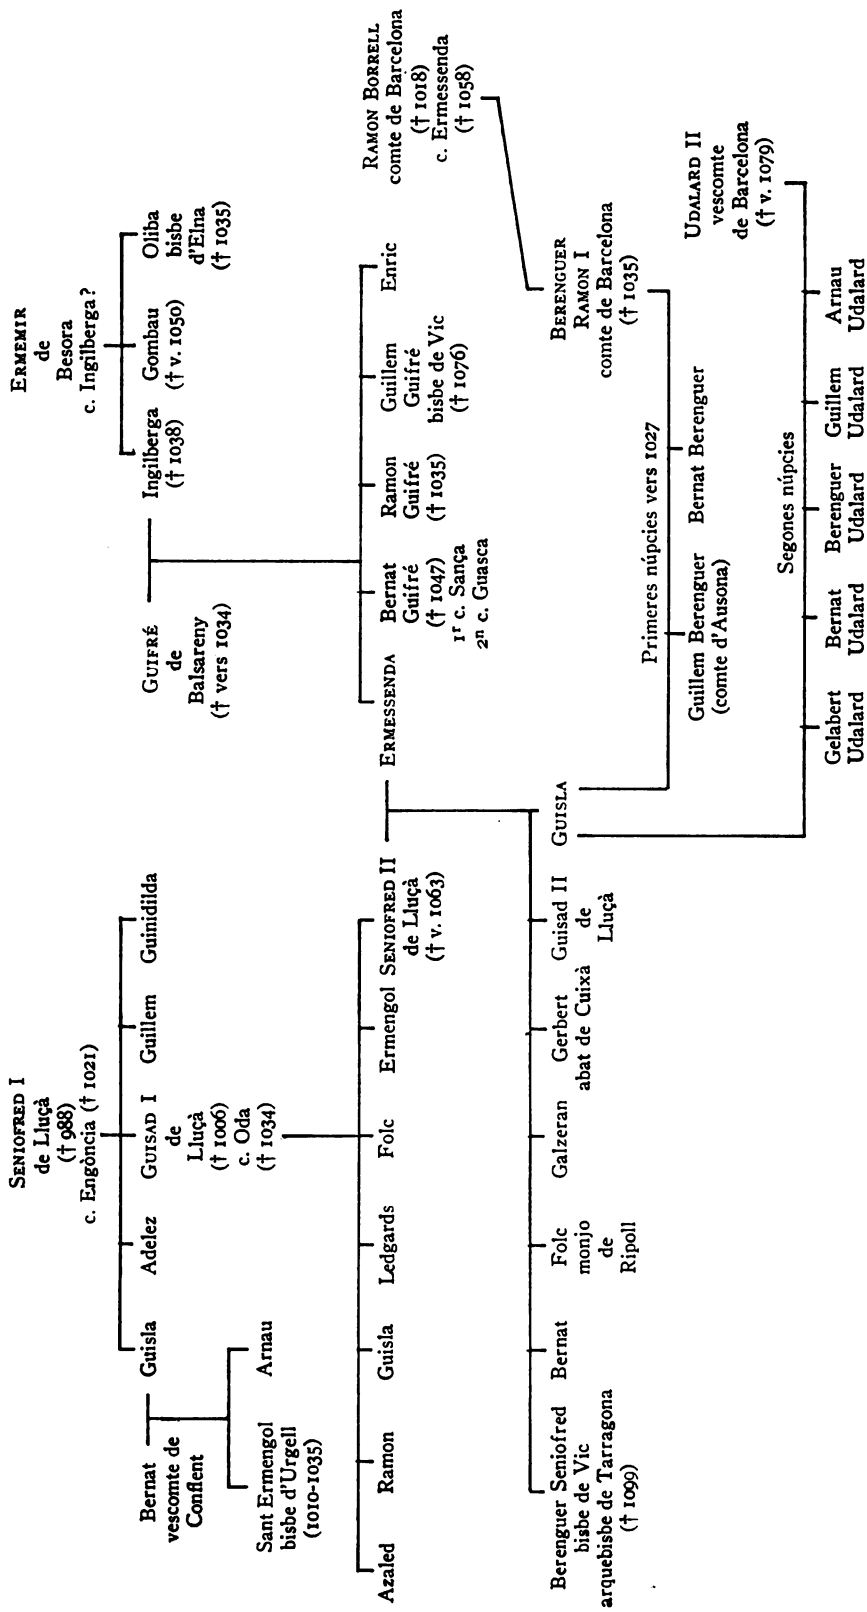 SENIOFRED I
de Lluçà
(† 988)
c. Engòncia († 1021)
ERMEMIR
de
Besora
c. Ingilberga?
Bernat
vescomte de
Conflent
Guisla
Adelez
GUISAD I
de
Lluçà
(† 1006)
c. Oda
(† 1034)
Guillem
Guinidilda
GUIFRÉ
de
Balsareny
(† vers 1034)
Ingilberga
(† 1038)
Gombau
(† v. 1050)
Oliba
bisbe
d'Elna
(† 1035)
Sant Ermengol
bisbe d'Urgell
(1010-1035)
Arnau
Azaled
Ramon
Guisla
Ledgards
Folc
Ermengol
SENIOFRED II
de Lluçà
(† v. 1063)
ERMESSENDA
Bernat
Guifré
(† 1047)
1r c. Sança
2n c. Guasca
Ramon
Guifré
(† 1035)
Guillem
Guifré
bisbe de Vic
(† 1076)
Enric
RAMON BORRELL
comte de Barcelona
(† 1018)
c. Ermessenda
(† 1058)
Berenguer Seniofred
bisbe de Vic
arquebisbe de Tarragona
(† 1099)
Bernat
Folc
monjo
de
Ripoll
Galzeran
Gerbert
abat de Cuixà
Guisad II
de
Lluçà
GUISLA
BERENGUER
RAMON I
comte de Barcelona
(† 1035)
Primeres núpcies vers 1027
Guillem Berenguer
(comte d'Ausona)
Bernat Berenguer
UDALARD II
vescomte
de Barcelona
(† v. 1079)
Segones núpcies
Gelabert
Udalard
Bernat
Udalard
Berenguer
Udalard
Guillem
Udalard
Arnau
Udalard